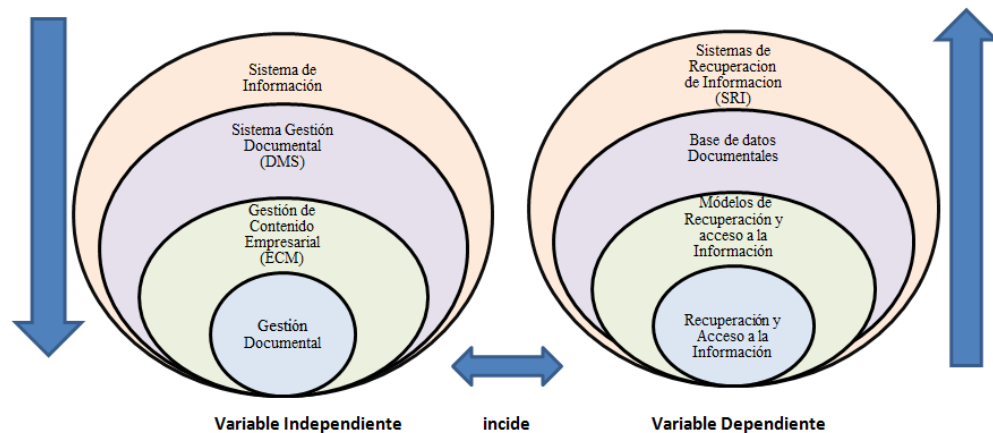 Sistema de
Información
Sistema Gestión
Documental
(DMS)
Gestión de
Contenido
Empresarial
(ECM)
Gestión
Documental
Sistemas de
Recuperacion
de Informacion
(SRI)
Base de datos
Documentales
Módelos de
Recuperación y
acceso a la
Información
Recuperación y
Acceso a la
Información
Variable Independiente
incide
Variable Dependiente